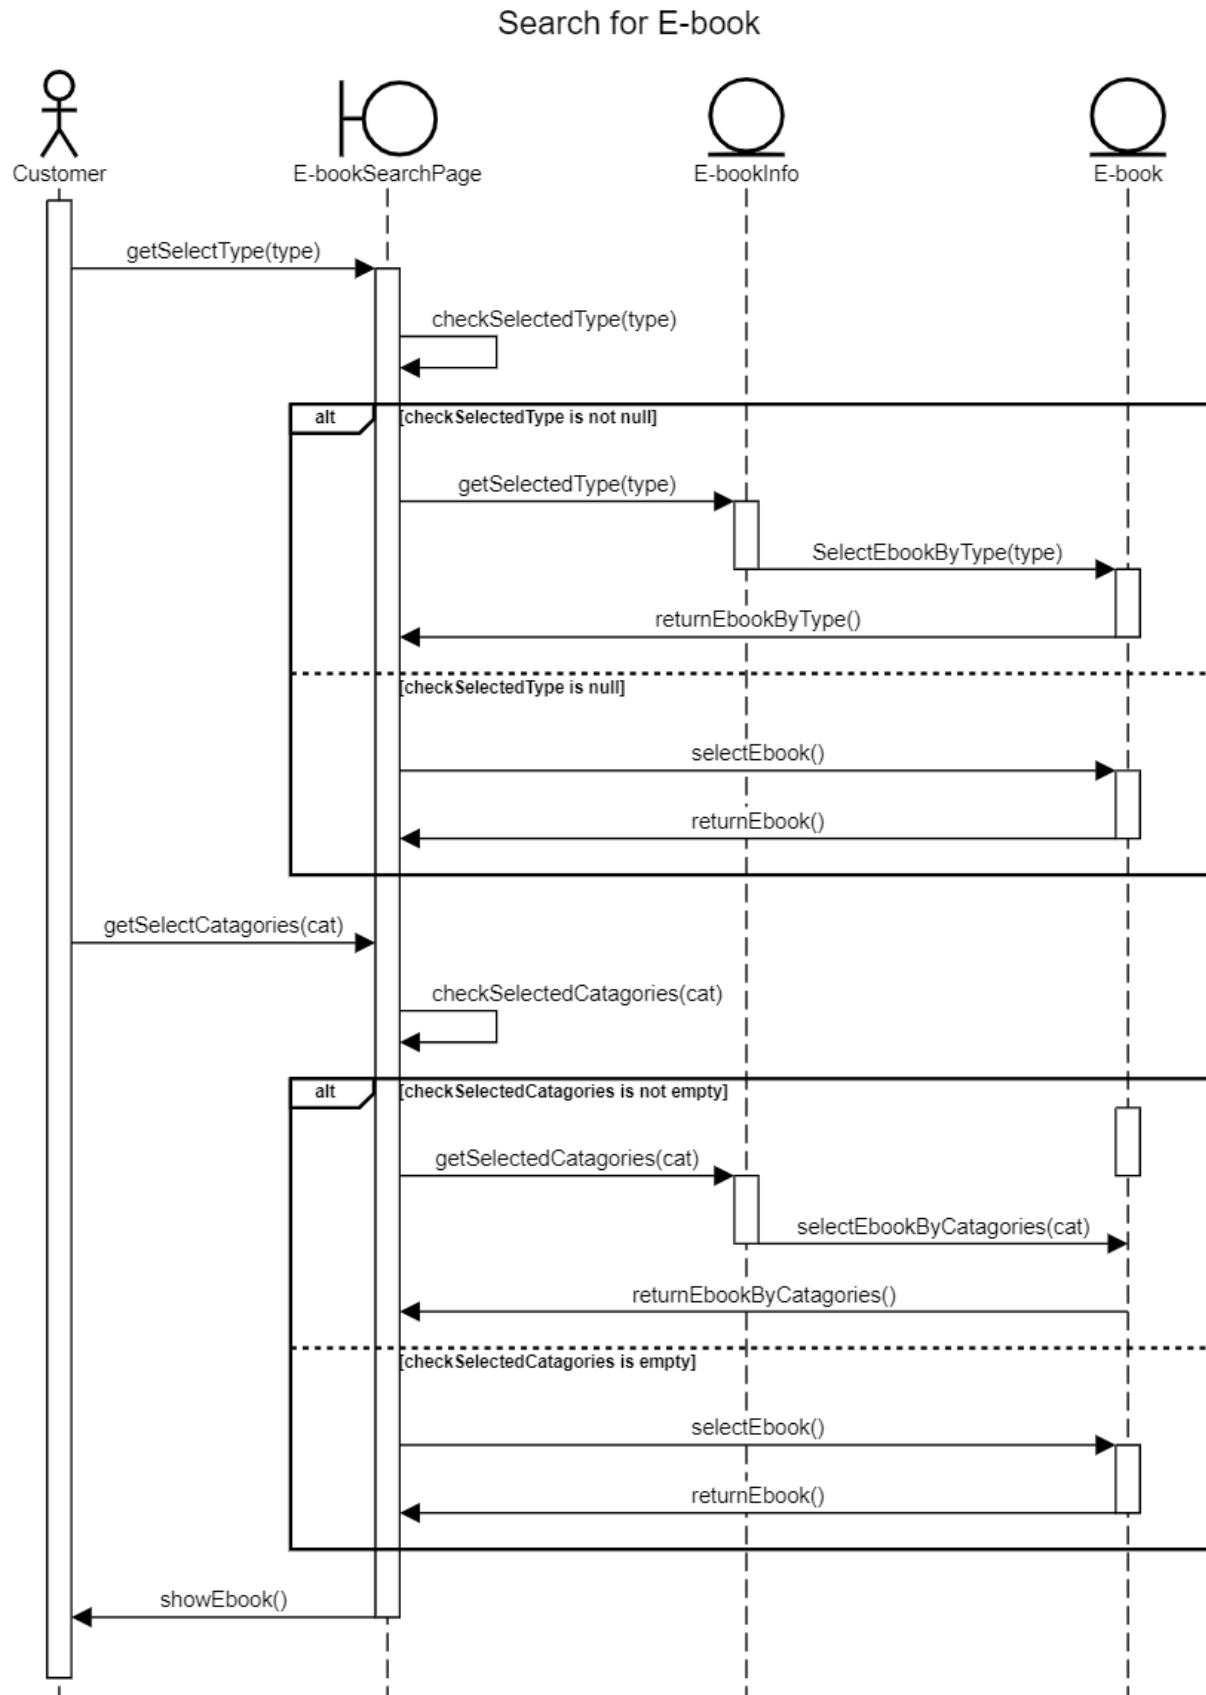 Search for E-book
Customer
E-bookSearchPage
E-bookInfo
E-book
getSelectType(type)
checkSelectedType(type)
alt
[checkSelectedType is not null]
getSelectedType(type)
SelectEbookByType(type)
returnEbookByType()
[checkSelectedType is null]
selectEbook()
returnEbook()
getSelectCatagories(cat)
checkSelectedCatagories(cat)
alt
[checkSelectedCatagories is not empty]
getSelectedCatagories(cat)
selectEbookByCatagories(cat)
returnEbookByCatagories()
[checkSelectedCatagories is empty]
selectEbook()
returnEbook()
showEbook()